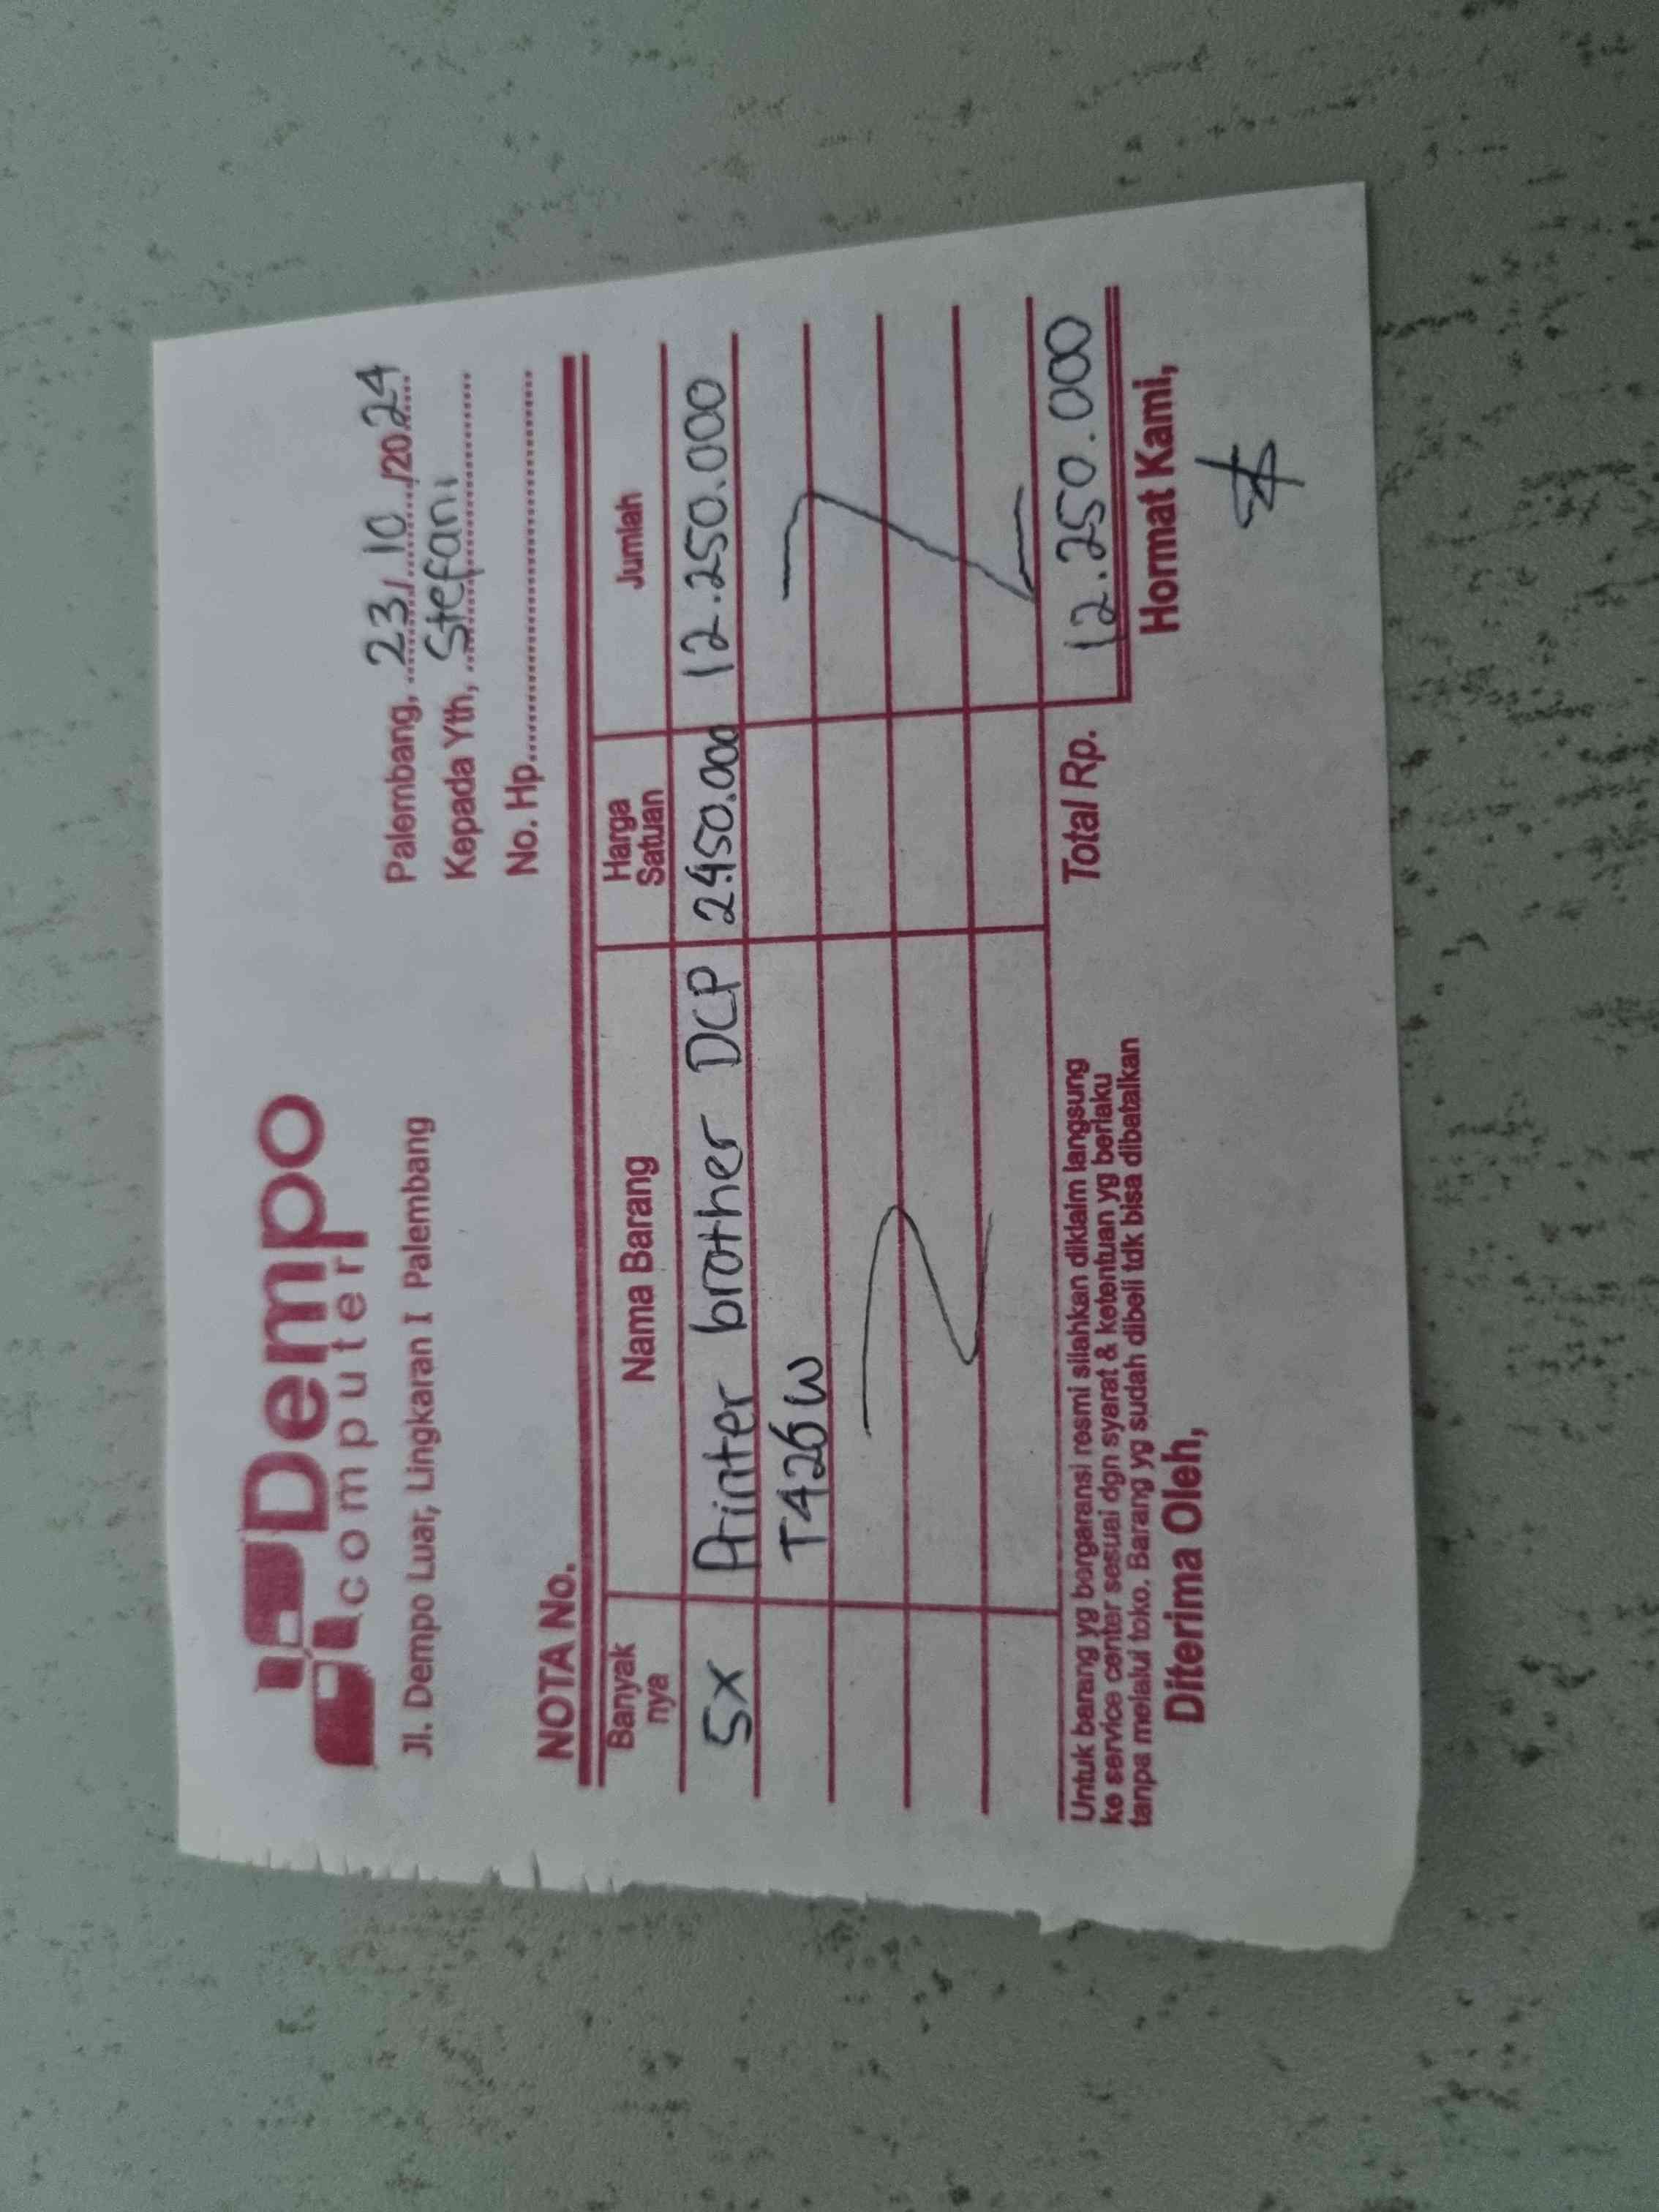 Dempo
computer
Jl. Dempo Luar, Lingkaran I Palembang
Palembang, 23/10/2024
Kepada Yth, Stefani
No. Hp.
NOTA No.
Banyak nya Nama Barang Harga Satuan Jumlah
5x Printer brother DCP 2.450.000 12.250.000
T426W
Total Rp. 12.250.000
Untuk barang yg bergaransi resmi silahkan diklaim langsung
ke service center sesuai dgn syarat & ketentuan yg berlaku
tanpa melalui toko. Barang yg sudah dibeli tdk bisa dibatalkan
Diterima Oleh, Hormat Kami,